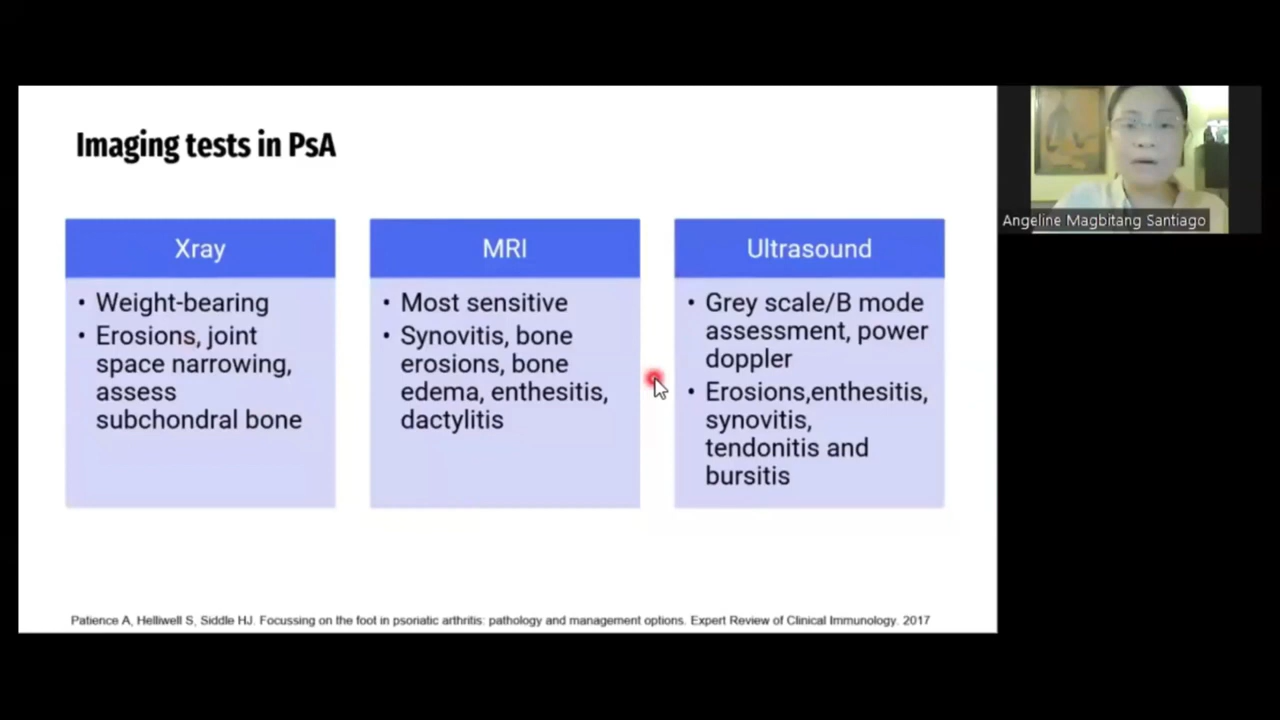 Imaging tests in PsA
Xray
• Weight-bearing
• Erosions, joint
space narrowing,
assess
subchondral bone
MRI
• Most sensitive
• Synovitis, bone
erosions, bone
edema, enthesitis,
dactylitis
Ultrasound
• Grey scale/B mode
assessment, power
doppler
• Erosions,enthesitis,
synovitis,
tendonitis and
bursitis
Patience A, Helliwell S, Siddle HJ. Focussing on the foot in psoriatic arthritis: pathology and management options. Expert Review of Clinical Immunology. 2017
Angeline Magbitang Santiago